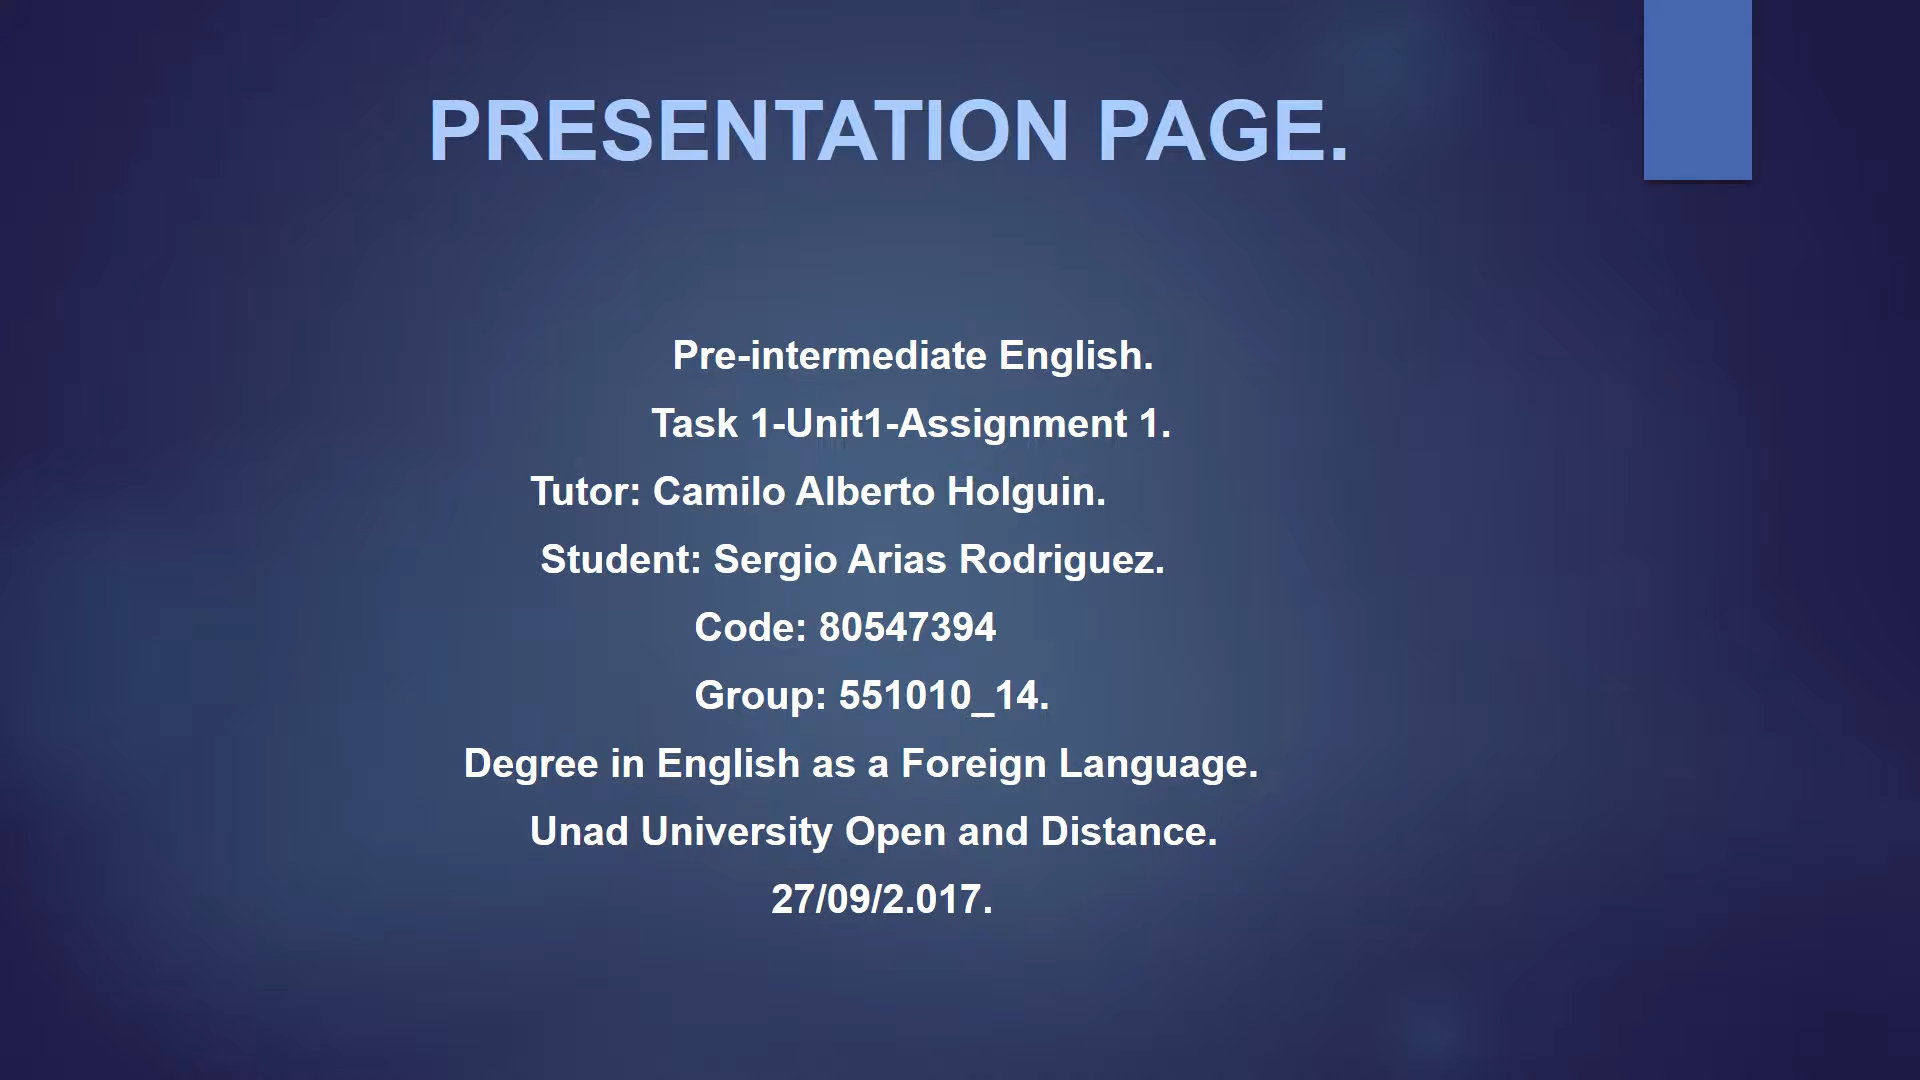 PRESENTATION PAGE.
Pre-intermediate English.
Task 1-Unit1-Assignment 1.
Tutor: Camilo Alberto Holguin.
Student: Sergio Arias Rodriguez.
Code: 80547394
Group: 551010_14.
Degree in English as a Foreign Language.
Unad University Open and Distance.
27/09/2.017.